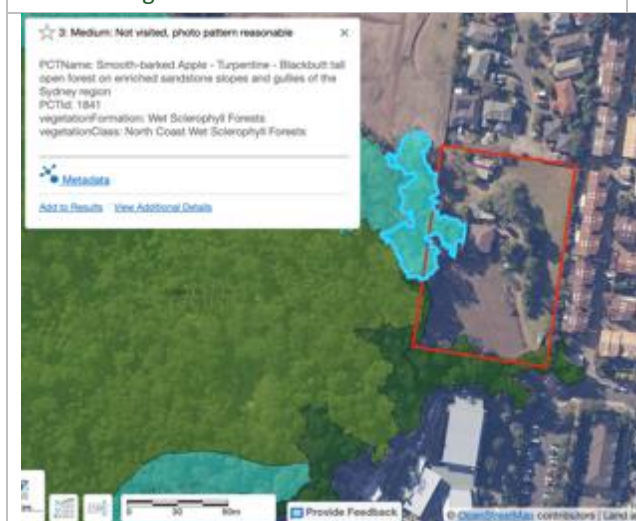 3: Medium: Not visited, photo pattern reasonable
PCTName: Smooth-barked Apple - Turpentine - Blackbutt tall
open forest on enriched sandstone slopes and gullies of the
Sydney region
PCTId: 1841
vegetationFormation: Wet Sclerophyll Forests
vegetationClass: North Coast Wet Sclerophyll Forests
Metadata
Add to Results View Additional Details
0 30 60m
Provide Feedback
© OpenStreetMap contributors | Land